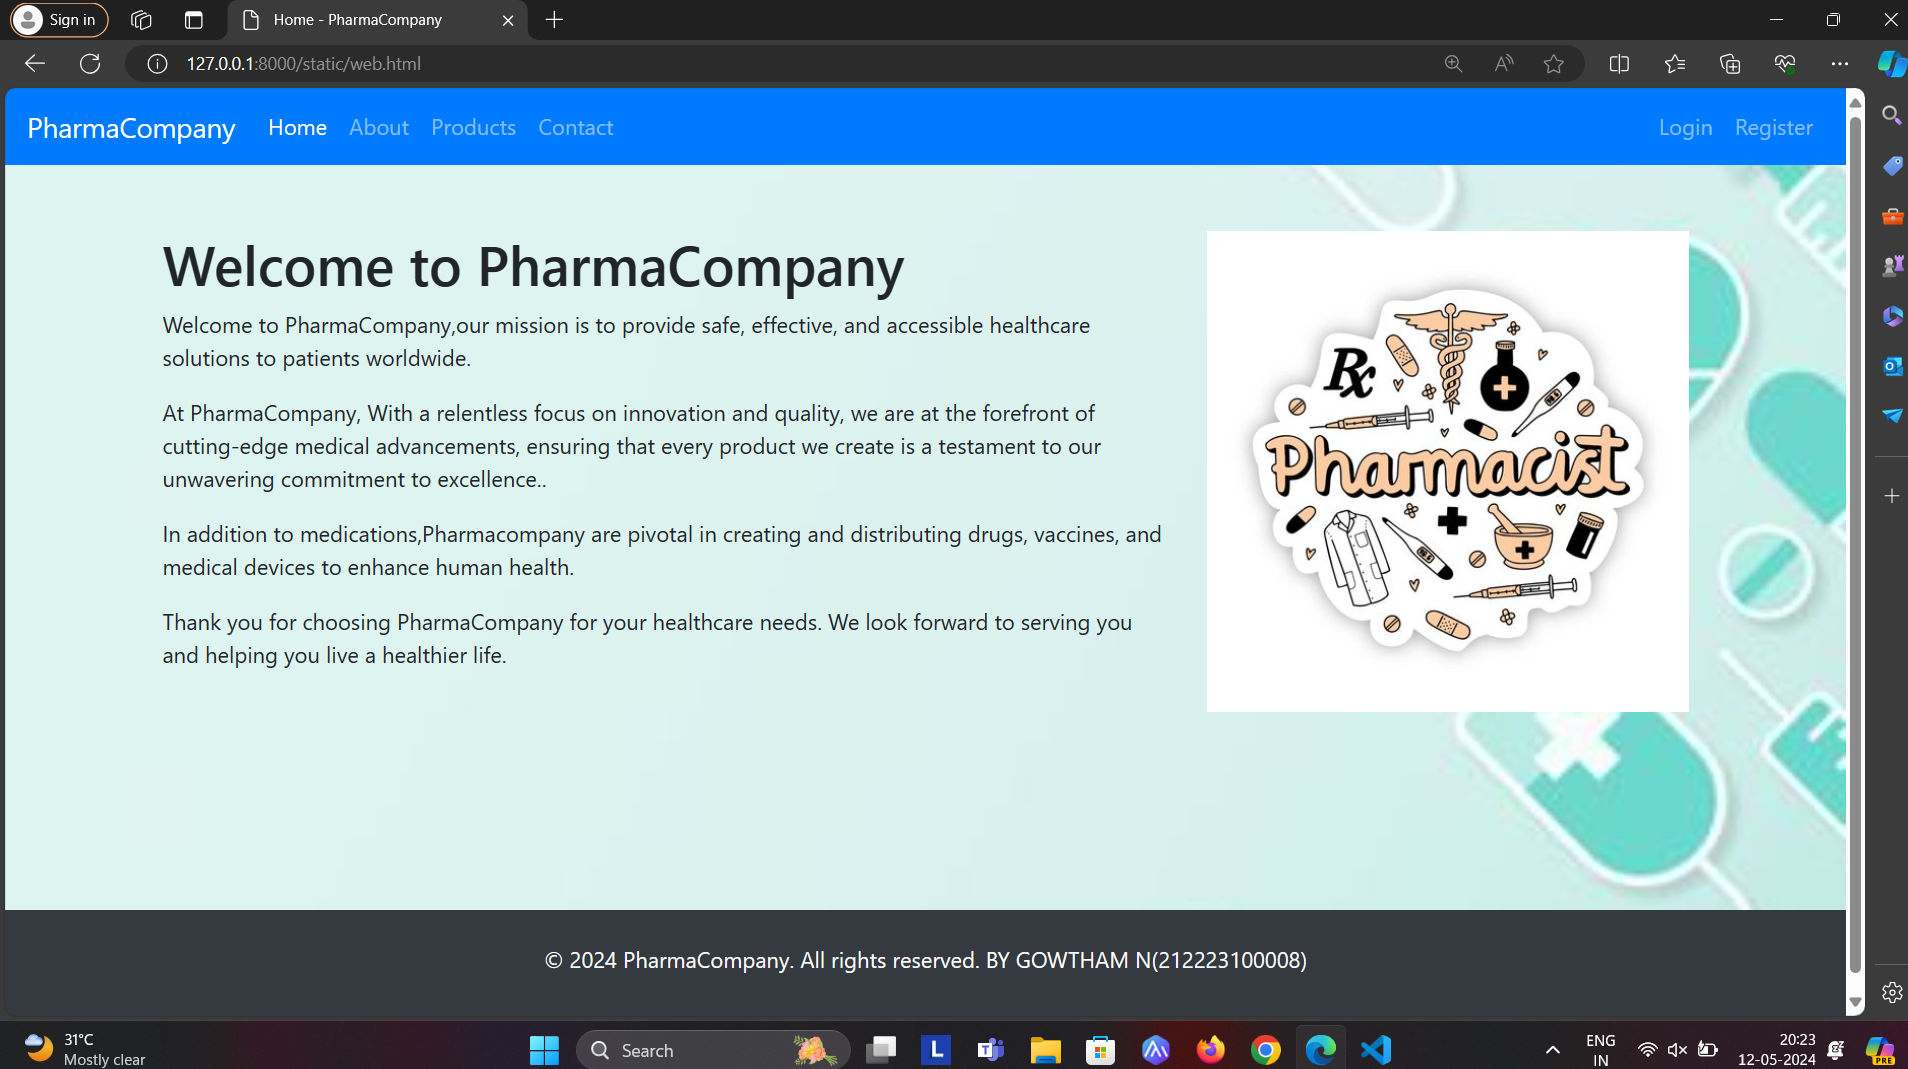 Sign in
Home - PharmaCompany
127.0.0.1:8000/static/web.html
PharmaCompany Home About Products Contact Login Register
Welcome to PharmaCompany
Welcome to PharmaCompany,our mission is to provide safe, effective, and accessible healthcare
solutions to patients worldwide.
At PharmaCompany, With a relentless focus on innovation and quality, we are at the forefront of
cutting-edge medical advancements, ensuring that every product we create is a testament to our
unwavering commitment to excellence..
In addition to medications,Pharmacompany are pivotal in creating and distributing drugs, vaccines, and
medical devices to enhance human health.
Thank you for choosing PharmaCompany for your healthcare needs. We look forward to serving you
and helping you live a healthier life.
Rx
Pharmacist
© 2024 PharmaCompany. All rights reserved. BY GOWTHAM N(212223100008)
31°C
Mostly clear
Search
L
ENG
IN
20:23
12-05-2024
PRE